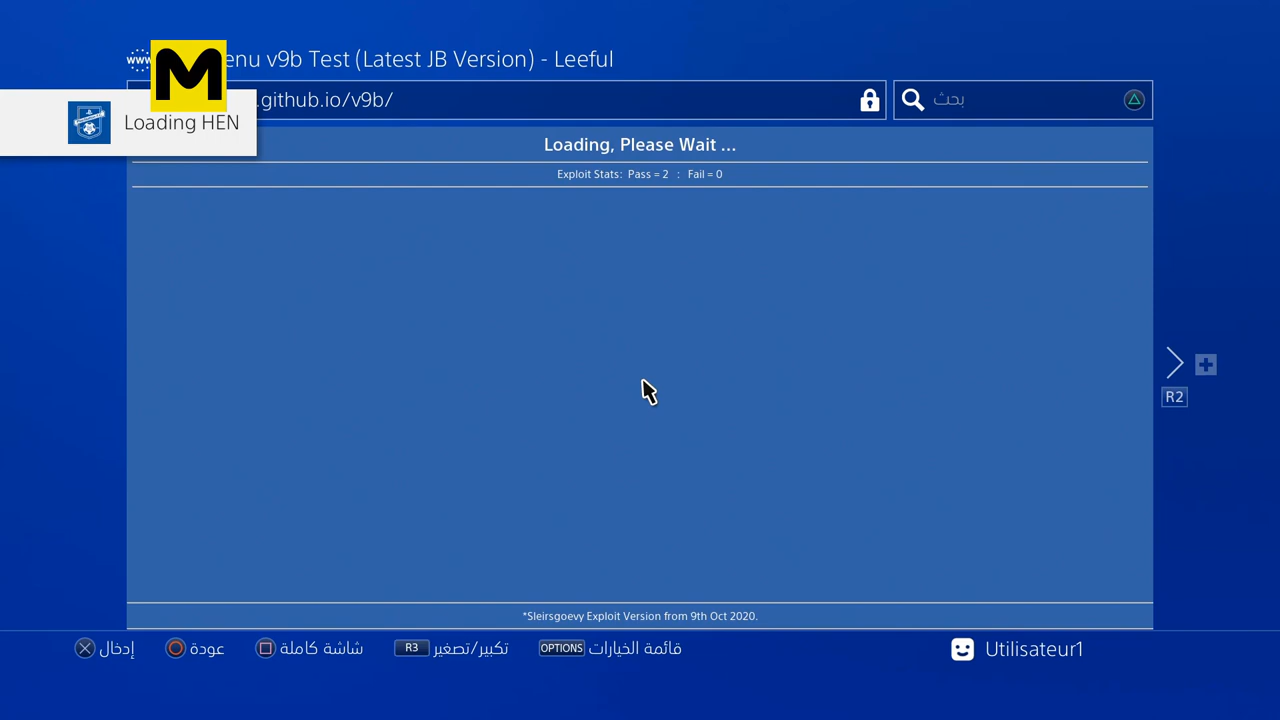 enu v9b Test (Latest JB Version) - Leeful
.github.io/v9b/
بحث
M
Loading HEN
Loading, Please Wait ...
Exploit Stats: Pass = 2 : Fail = 0
R2
*Sleirsgoevy Exploit Version from 9th Oct 2020.
إدخال
عودة
شاشة كاملة
R3 تكبير/تصغير
OPTIONS قائمة الخيارات
Utilisateur1